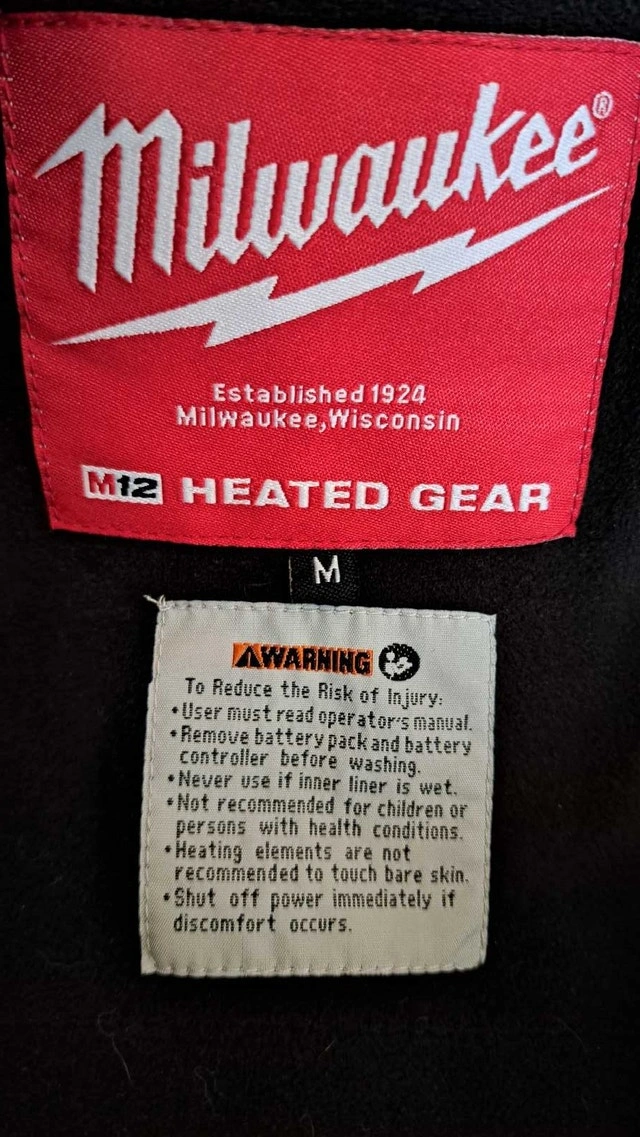 Milwaukee®
Established 1924
Milwaukee,Wisconsin
M12 HEATED GEAR
M
WARNING
To Reduce the Risk of Injury:
•User must read operator's manual.
•Remove battery pack and battery
controller before washing.
•Never use if inner liner is wet.
•Not recommended for children or
persons with health conditions.
•Heating elements are not
recommended to touch bare skin.
•Shut off power immediately if
discomfort occurs.